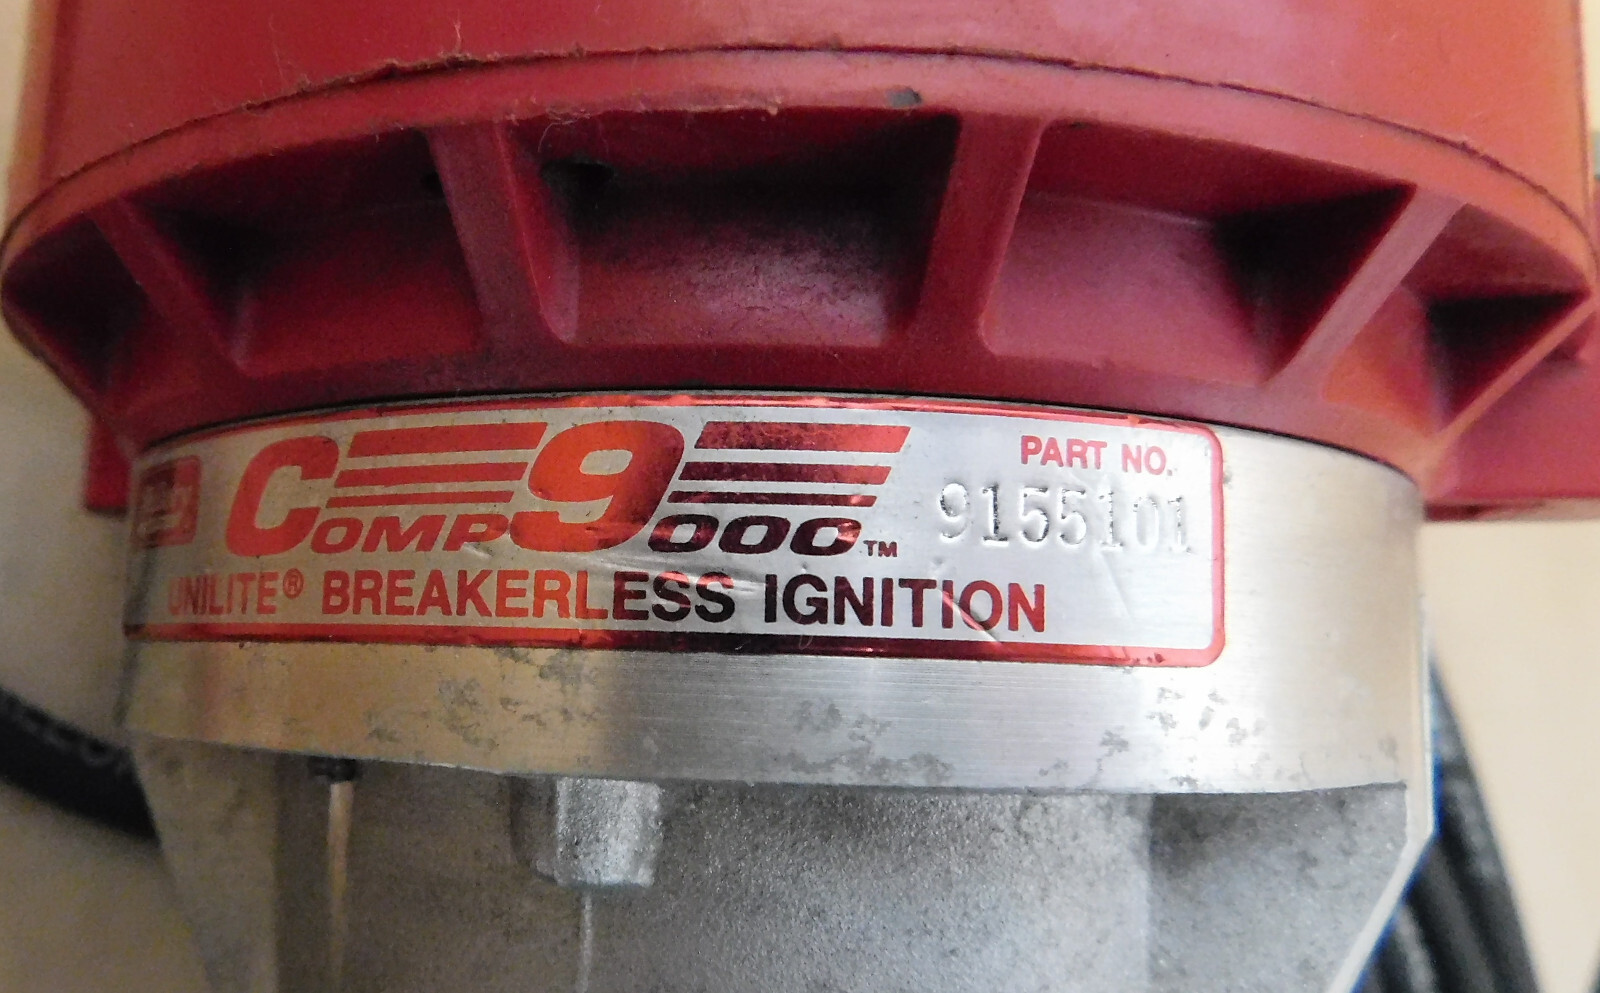 COMP 9000™
PART NO.
9155101
UNILITE® BREAKERLESS IGNITION